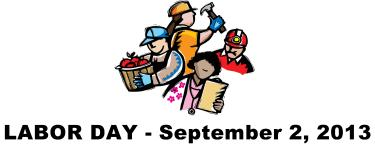 LABOR DAY - September 2, 2013